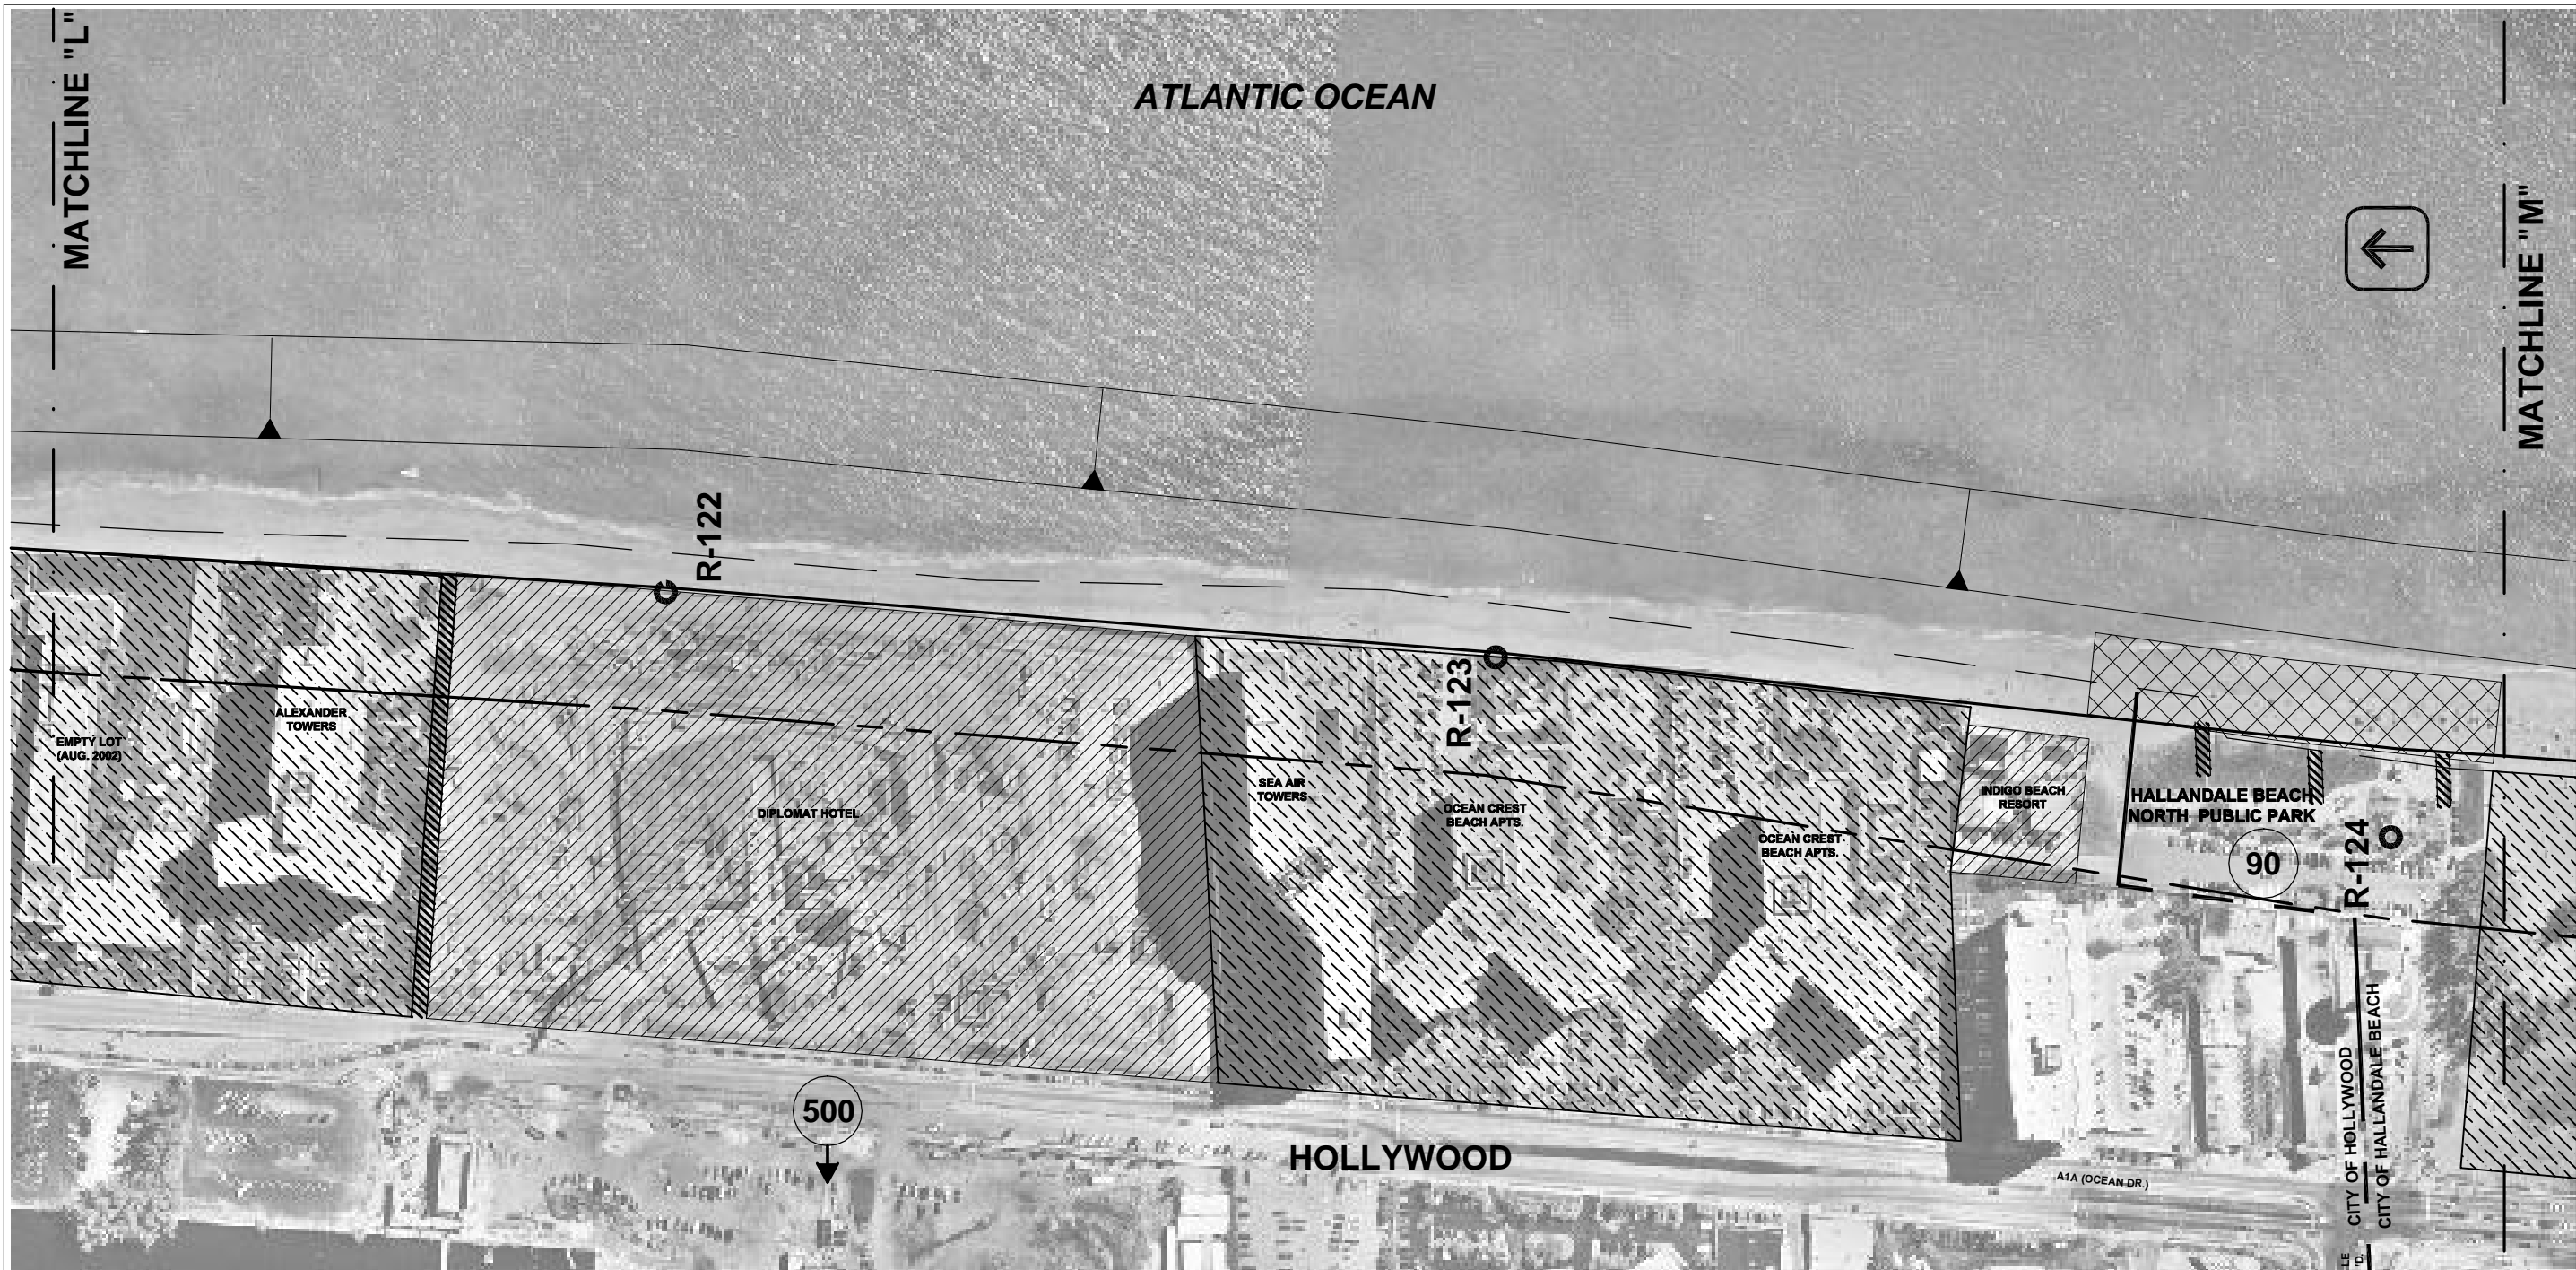 MATCHLINE "L"
ATLANTIC OCEAN
MATCHLINE "M"
R-122
R-123
EMPTY LOT
(AUG. 2002)
ALEXANDER
TOWERS
DIPLOMAT HOTEL
SEA AIR
TOWERS
OCEAN CREST
BEACH APTS.
OCEAN CREST
BEACH APTS.
INDIGO BEACH
RESORT
HALLANDALE BEACH
NORTH PUBLIC PARK
90
R-124
500
HOLLYWOOD
A1A (OCEAN DR.)
CITY OF HOLLYWOOD
CITY OF HALLANDALE BEACH